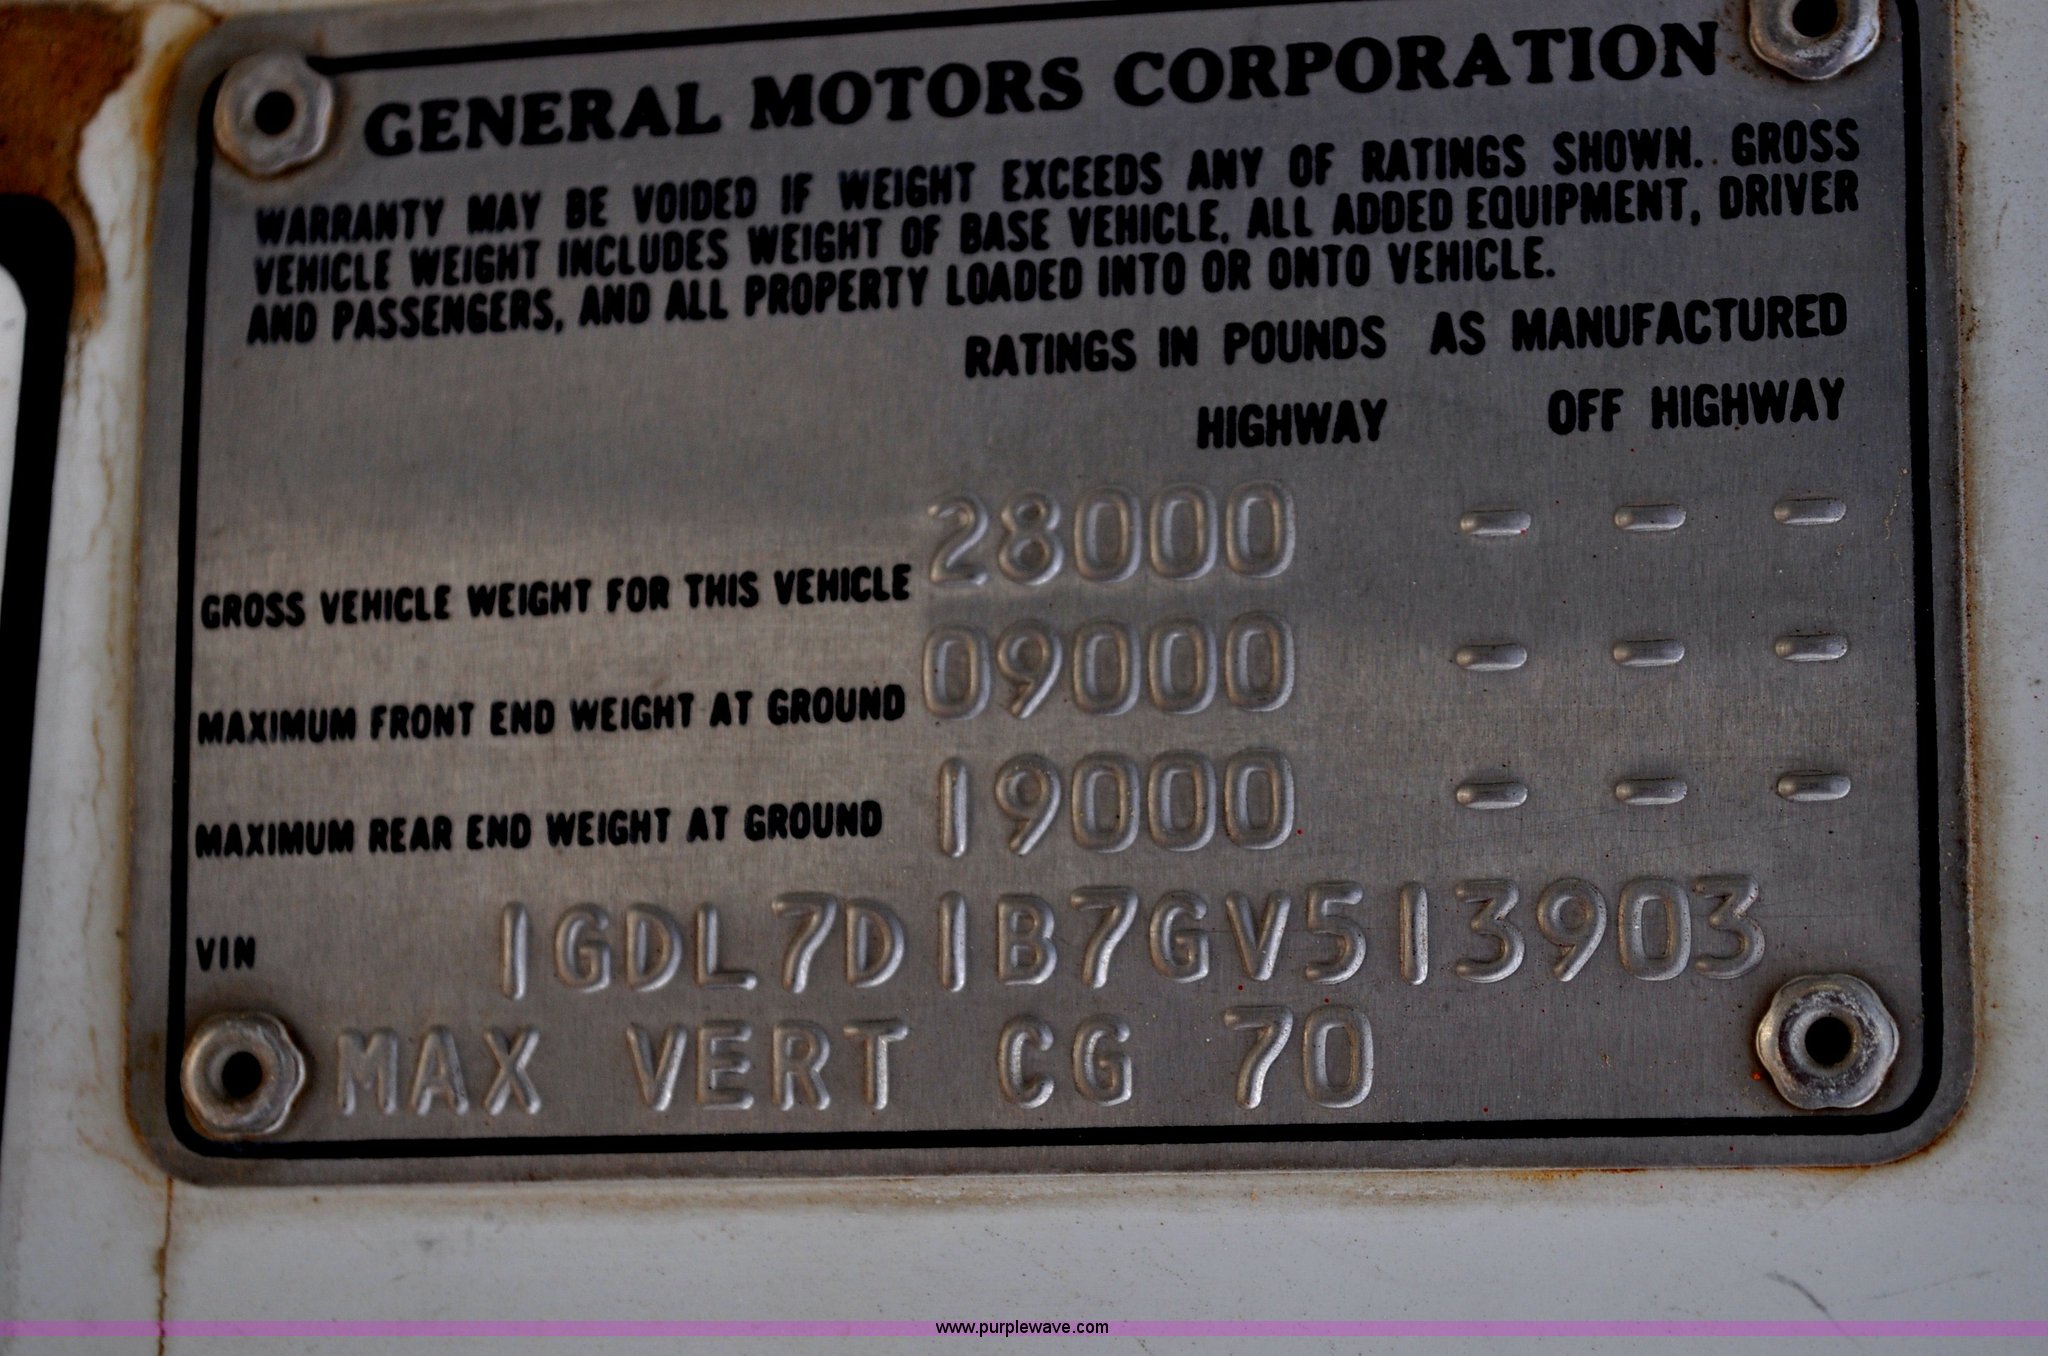 GENERAL MOTORS CORPORATION
WARRANTY MAY BE VOIDED IF WEIGHT EXCEEDS ANY OF RATINGS SHOWN. GROSS
VEHICLE WEIGHT INCLUDES WEIGHT OF BASE VEHICLE, ALL ADDED EQUIPMENT, DRIVER
AND PASSENGERS, AND ALL PROPERTY LOADED INTO OR ONTO VEHICLE.
RATINGS IN POUNDS AS MANUFACTURED
HIGHWAY OFF HIGHWAY
GROSS VEHICLE WEIGHT FOR THIS VEHICLE 28000 - - -
MAXIMUM FRONT END WEIGHT AT GROUND 09000 - - -
MAXIMUM REAR END WEIGHT AT GROUND 19000 - - -
VIN 1GDL7D1B7GV513903
MAX VERT CG 70
www.purplewave.com